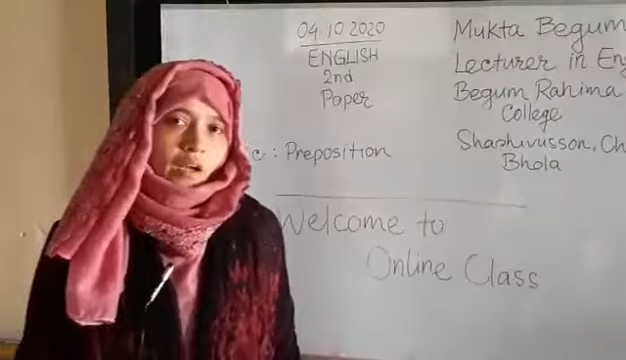 04.10 2020
ENGLISH
2nd
Paper
c : Preposition
Mukta Begum
Lecturer in Eng
Begum Rahima
College
Bhola
Welcome to
Online Class